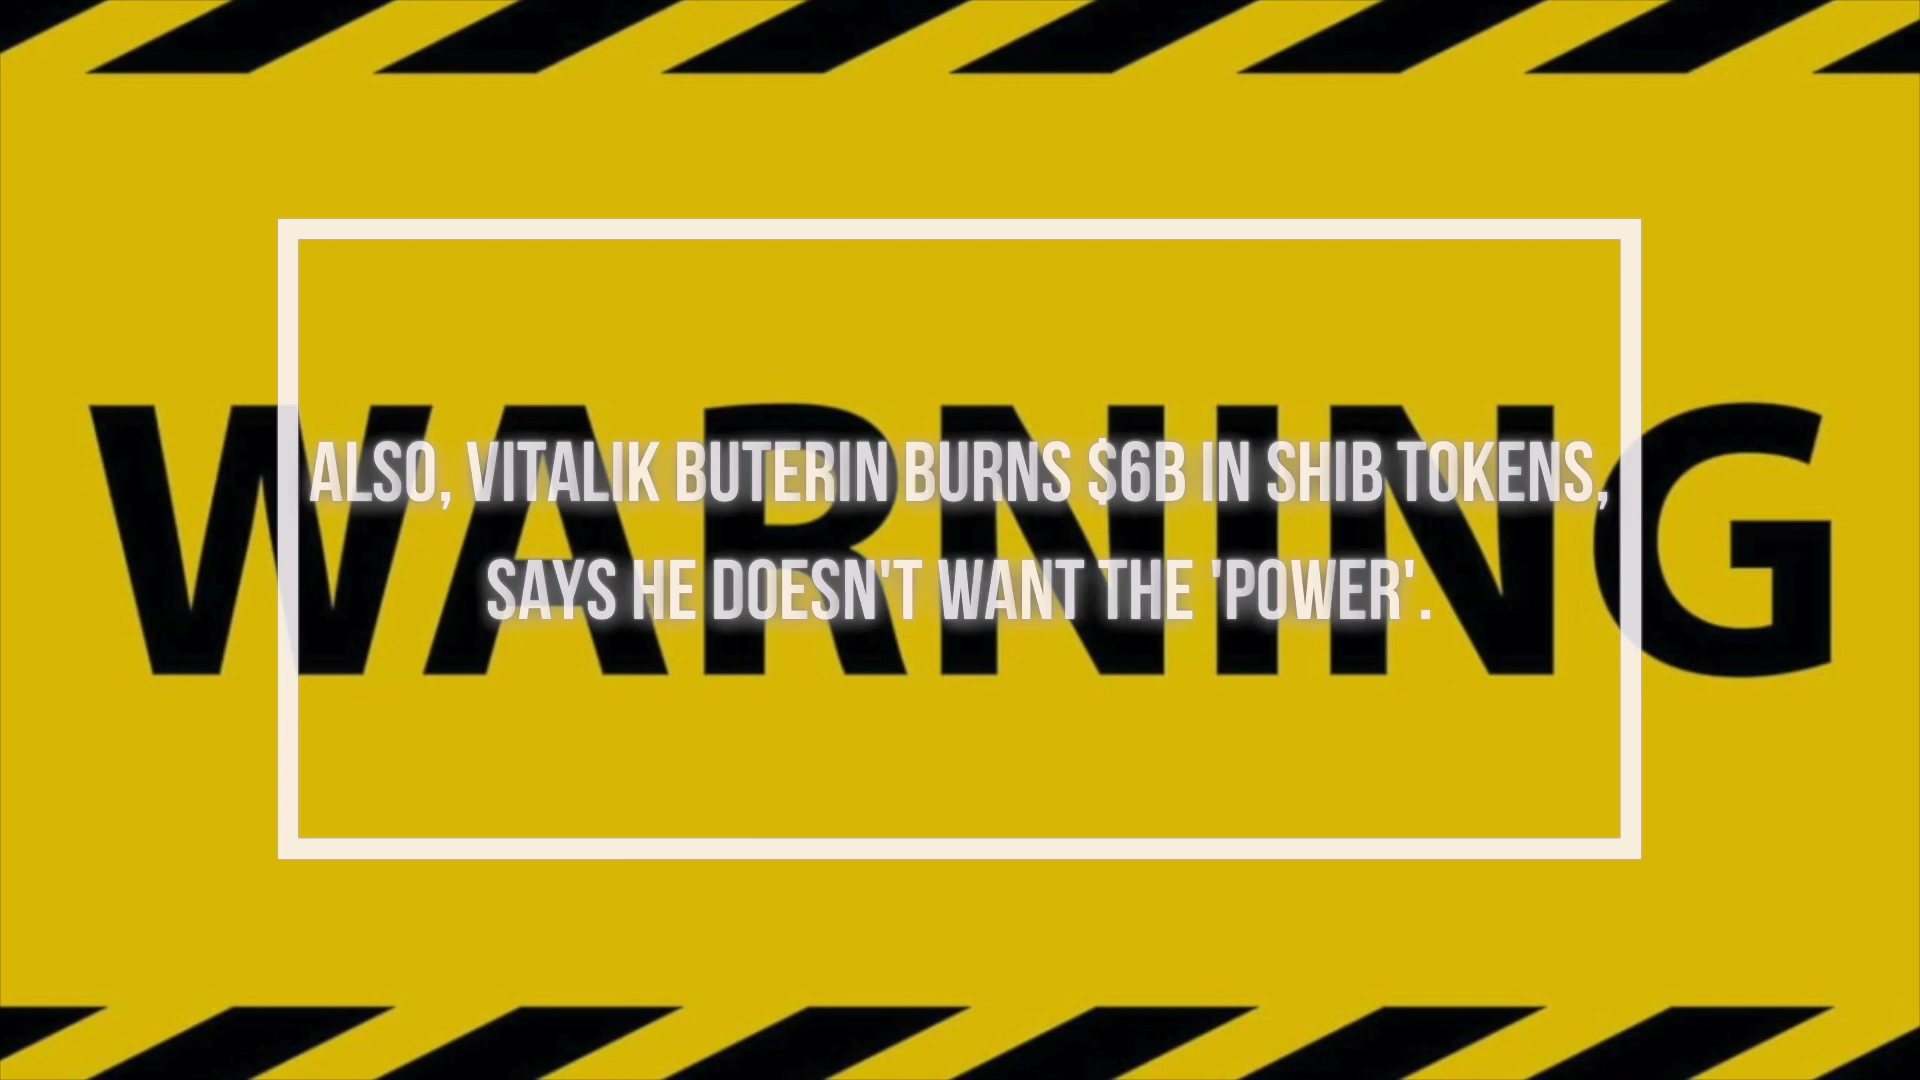 WARNING
ALSO, VITALIK BUTERIN BURNS $6B IN SHIB TOKENS,
SAYS HE DOESN'T WANT THE 'POWER'.